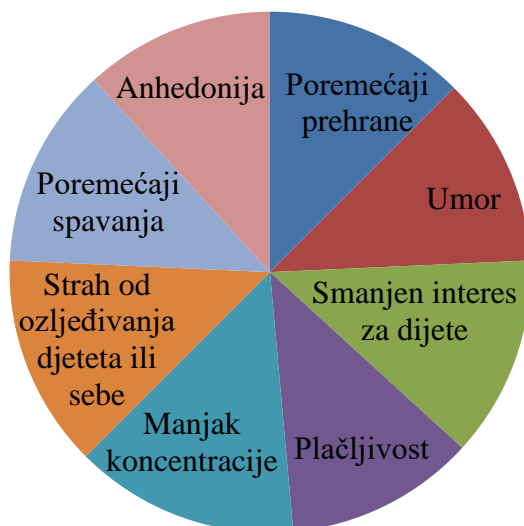 Poremećaji
prehrane
Umor
Smanjen interes
za dijete
Plačljivost
Manjak
koncentracije
Strah od
ozljeđivanja
djeteta ili
sebe
Poremećaji
spavanja
Anhedonija